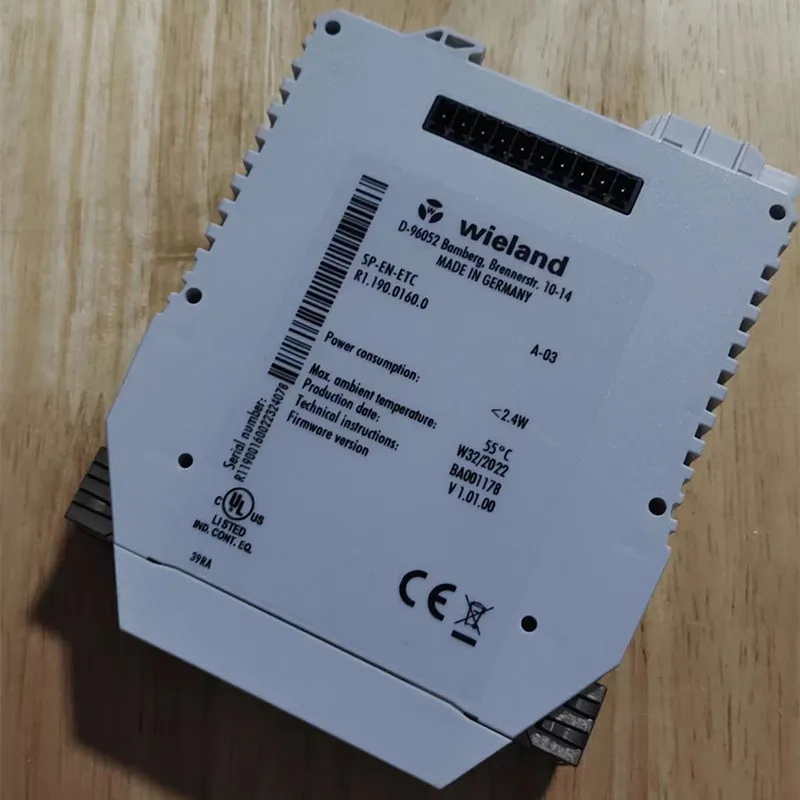 wieland
D-96052 Bamberg, Brennerstr. 10-14
MADE IN GERMANY
SP-EN-ETC
R1.190.0160.0
A-03
Power consumption: <2.4W
Max. ambient temperature: 55°C
Production date: W32/2022
Technical instructions: BA001178
Firmware version V 1.01.00
Serial number:
R1190016002232407B
C UL US
LISTED
IND. CONT. EQ.
39RA
CE